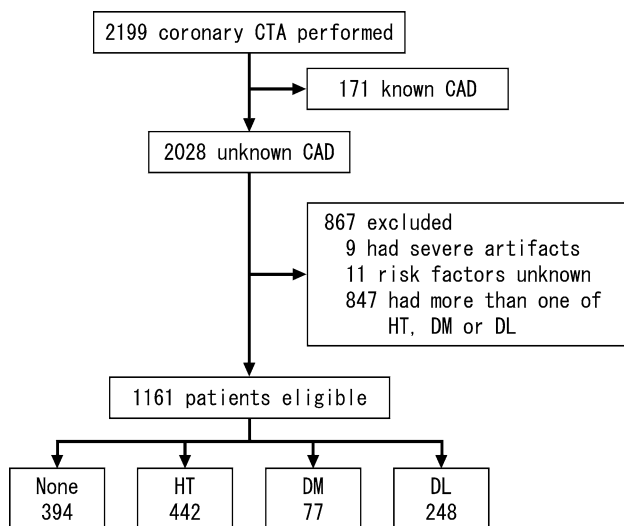 2199 coronary CTA performed
171 known CAD
2028 unknown CAD
867 excluded
9 had severe artifacts
11 risk factors unknown
847 had more than one of
HT, DM or DL
1161 patients eligible
None
394
HT
442
DM
77
DL
248